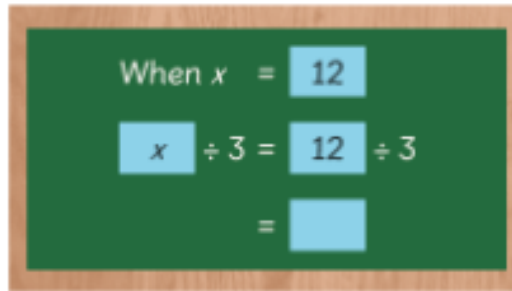 When x = 12
x ÷ 3 = 12 ÷ 3
=